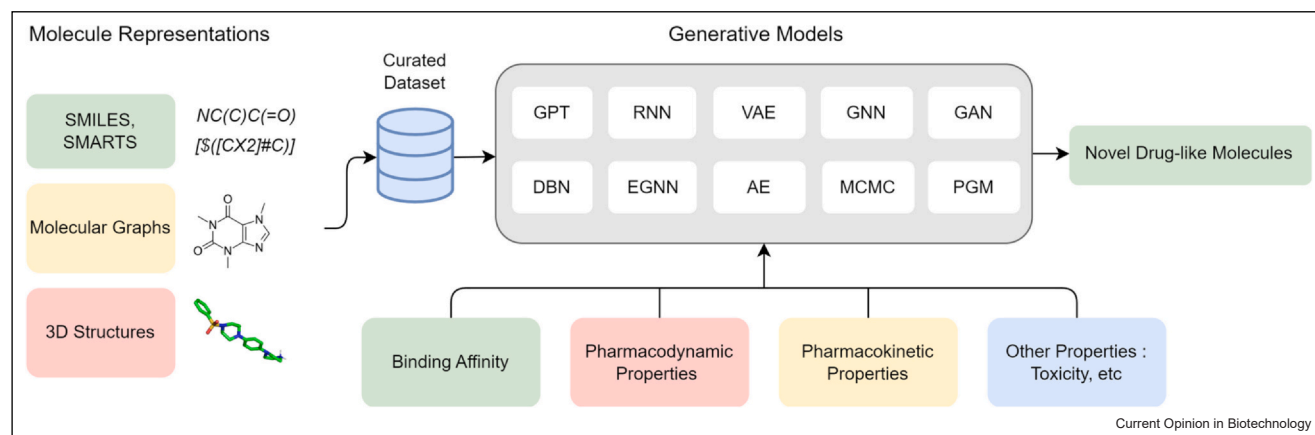 Molecule Representations
Generative Models
Curated
Dataset
SMILES,
SMARTS
NC(C)C(=O)
[$([CX2]#C)]
Molecular Graphs
O
N
N
O
N
N
3D Structures
GPT
RNN
VAE
GNN
GAN
DBN
EGNN
AE
MCMC
PGM
Novel Drug-like Molecules
Binding Affinity
Pharmacodynamic
Properties
Pharmacokinetic
Properties
Other Properties :
Toxicity, etc
Current Opinion in Biotechnology